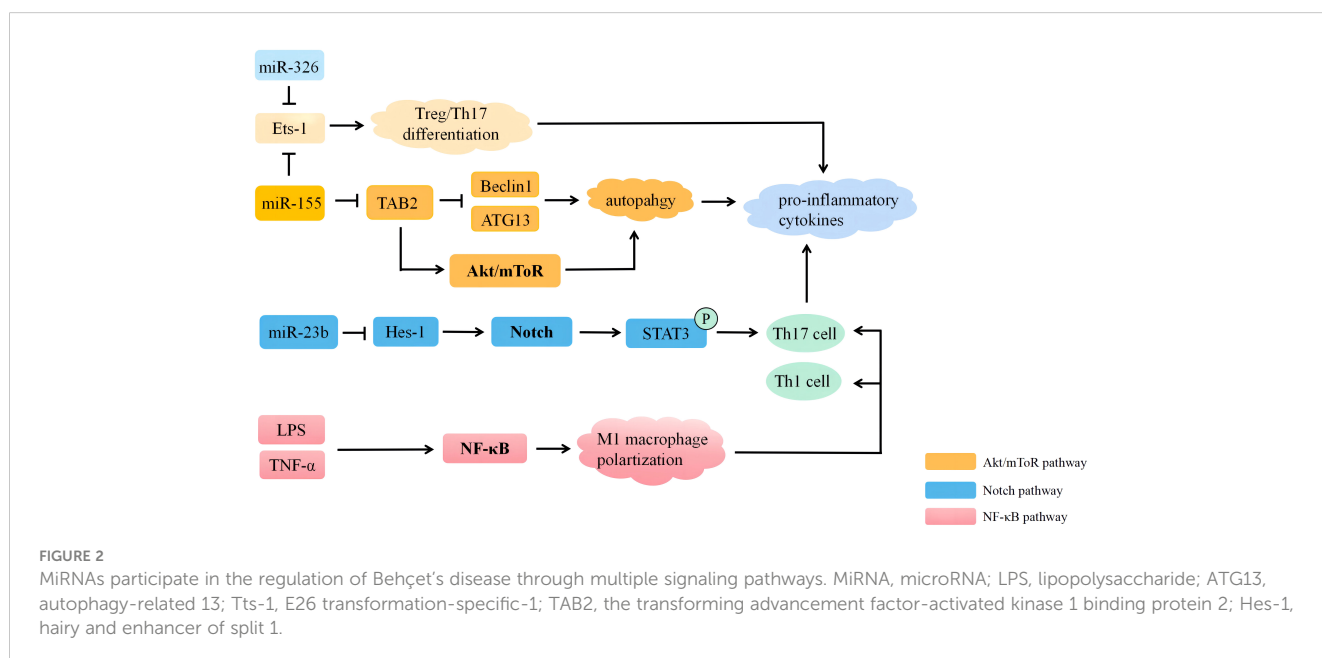 miR-326
Ets-1
Treg/Th17
differentiation
miR-155
TAB2
Beclin1
ATG13
autopahgy
pro-inflammatory
cytokines
Akt/mToR
miR-23b
Hes-1
Notch
STAT3
P
Th17 cell
Th1 cell
LPS
TNF-α
NF-κB
M1 macrophage
polartization
Akt/mToR pathway
Notch pathway
NF-κB pathway
FIGURE 2
MiRNAs participate in the regulation of Behçet's disease through multiple signaling pathways. MiRNA, microRNA; LPS, lipopolysaccharide; ATG13,
autophagy-related 13; Tts-1, E26 transformation-specific-1; TAB2, the transforming advancement factor-activated kinase 1 binding protein 2; Hes-1,
hairy and enhancer of split 1.